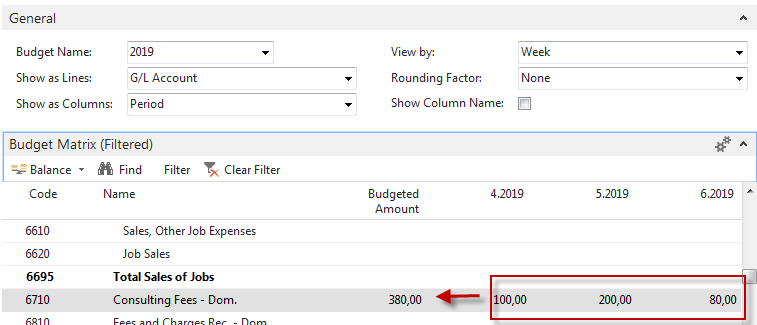 General
Budget Name: 2019 View by: Week
Show as Lines: G/L Account Rounding Factor: None
Show as Columns: Period Show Column Name:
Budget Matrix (Filtered)
Balance Find Filter Clear Filter
Code Name Budgeted Amount 4.2019 5.2019 6.2019
6610 Sales, Other Job Expenses
6620 Job Sales
6695 Total Sales of Jobs
6710 Consulting Fees - Dom. 380,00 100,00 200,00 80,00
6810 Fees and Charges Rec. - Dom.